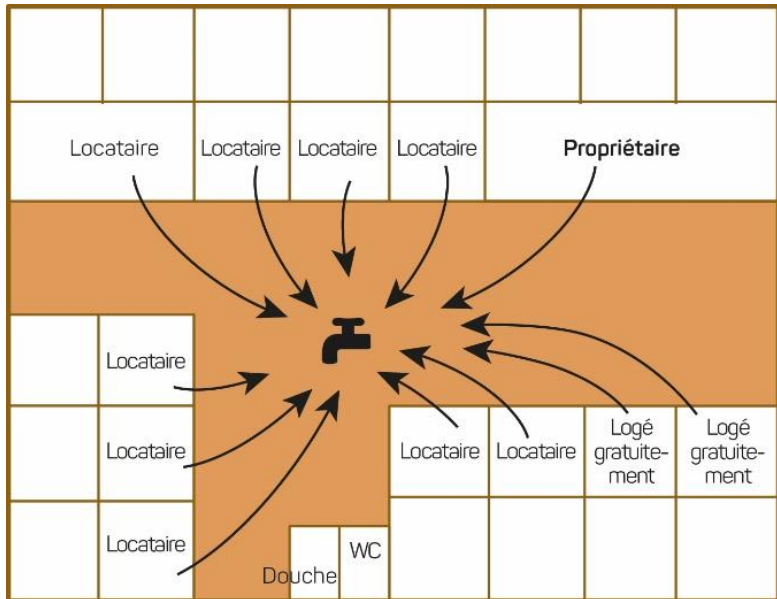 Locataire
Locataire
Locataire
Locataire
Propriétaire
Locataire
Locataire
Locataire
Locataire
Locataire
Logé
gratuite-
ment
Logé
gratuite-
ment
WC
Douche